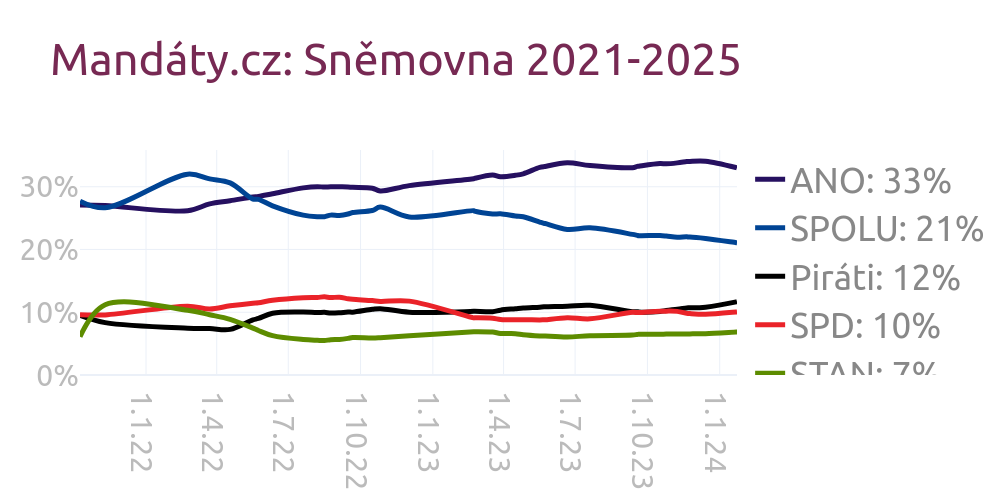 Mandáty.cz: Sněmovna 2021-2025
30%
20%
10%
0%
ANO: 33%
SPOLU: 21%
Piráti: 12%
SPD: 10%
STAN: 7%
1.1.22
1.4.22
1.7.22
1.10.22
1.1.23
1.4.23
1.7.23
1.10.23
1.1.24